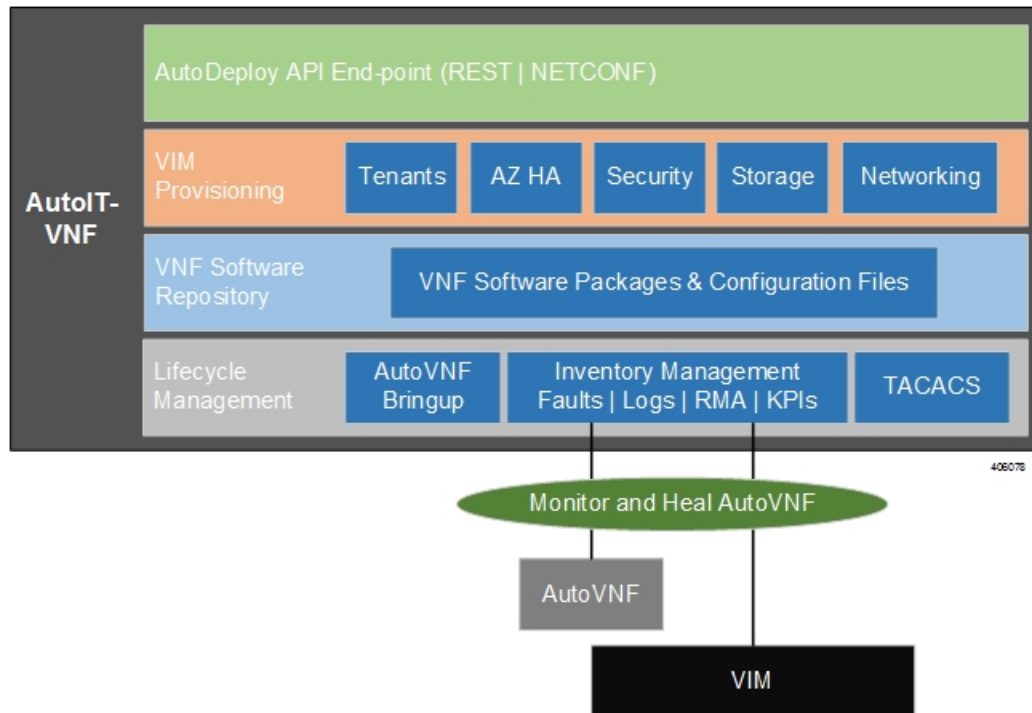 AutoDeploy API End-point (REST | NETCONF)
AutoIT-
VNF
VIM
Provisioning
Tenants
AZ HA
Security
Storage
Networking
VNF Software
Repository
VNF Software Packages & Configuration Files
Lifecycle
Management
AutoVNF
Bringup
Inventory Management
Faults | Logs | RMA | KPIs
TACACS
406078
Monitor and Heal AutoVNF
AutoVNF
VIM